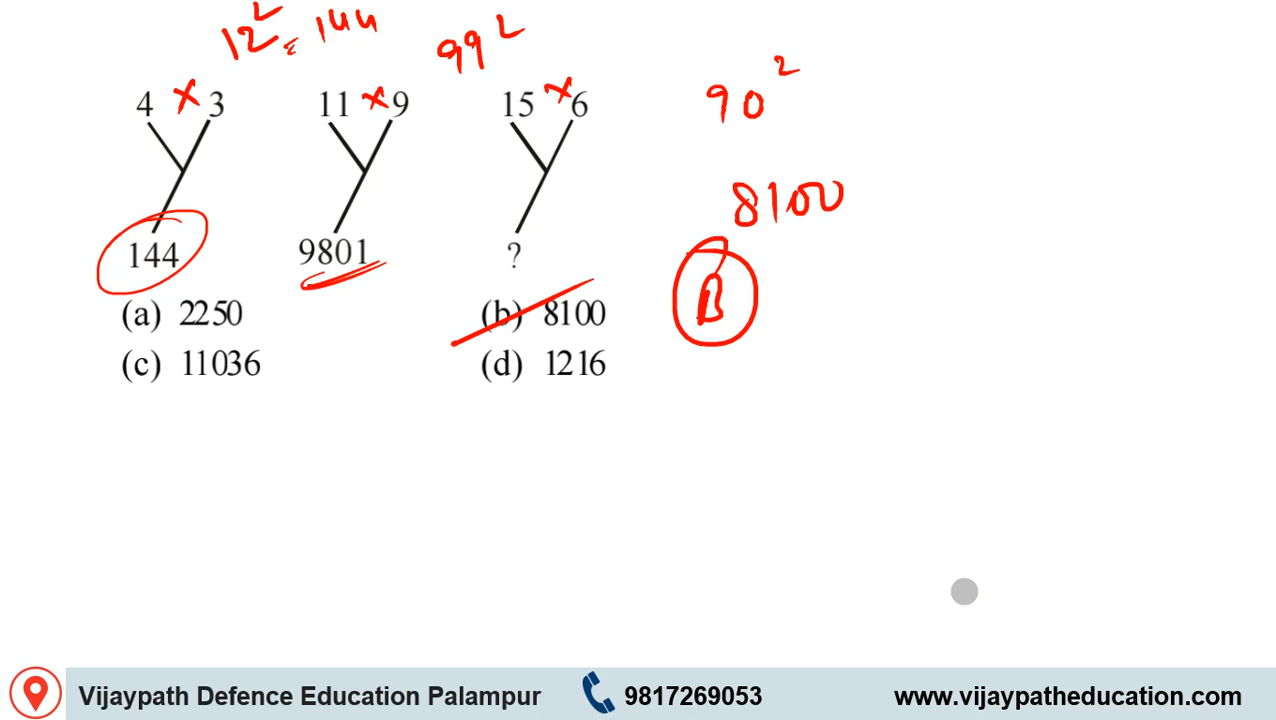 12² = 144
99²
90²
4 × 3 11 × 9 15 × 6
8100
144 9801 ?
B
(a) 2250 (b) 8100
(c) 11036 (d) 1216
Vijaypath Defence Education Palampur 9817269053 www.vijaypatheducation.com